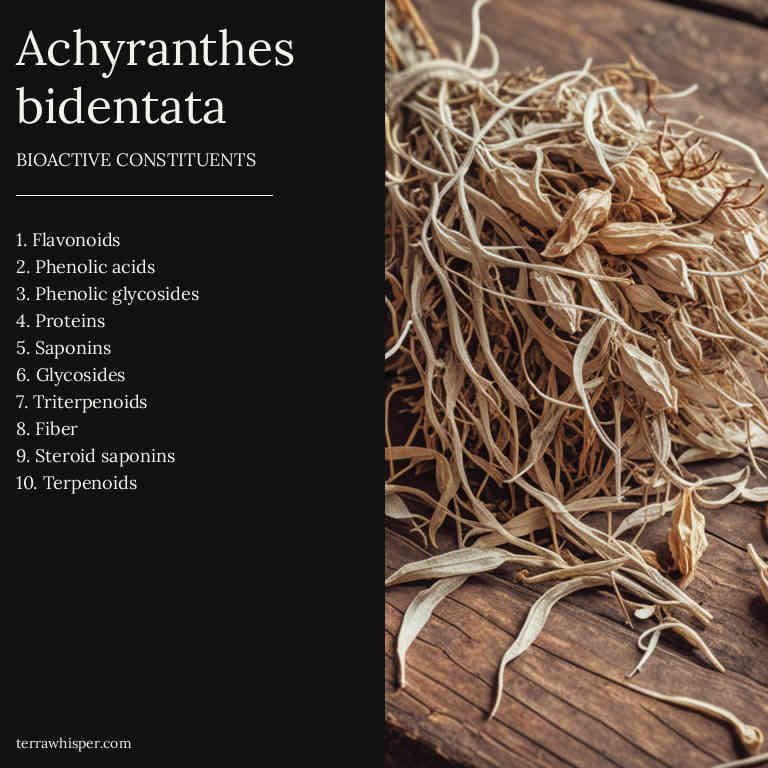 Achyranthes
bidentata
BIOACTIVE CONSTITUENTS
1. Flavonoids
2. Phenolic acids
3. Phenolic glycosides
4. Proteins
5. Saponins
6. Glycosides
7. Triterpenoids
8. Fiber
9. Steroid saponins
10. Terpenoids
terrawhisper.com